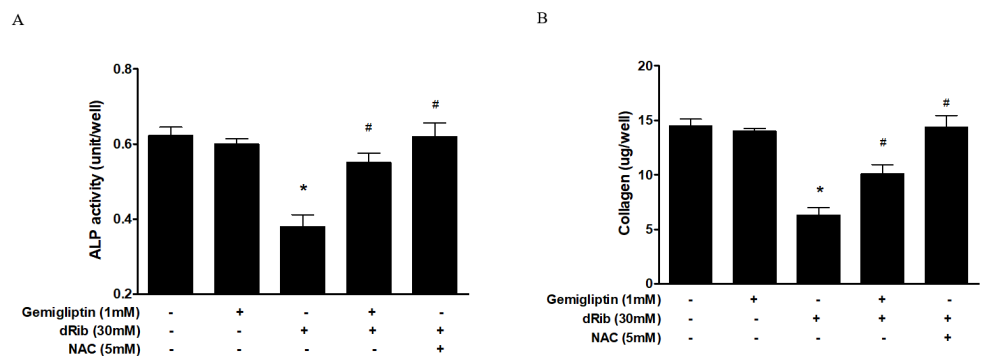 A
B
0.8
0.6
0.4
0.2
ALP activity (unit/well)
#
#
*
Gemigliptin (1mM) - + - + -
dRib (30mM) - - + + +
NAC (5mM) - - - - +
20
15
10
5
0
Collagen (ug/well)
#
#
*
Gemigliptin (1mM) - + - + -
dRib (30mM) - - + + +
NAC (5mM) - - - - +